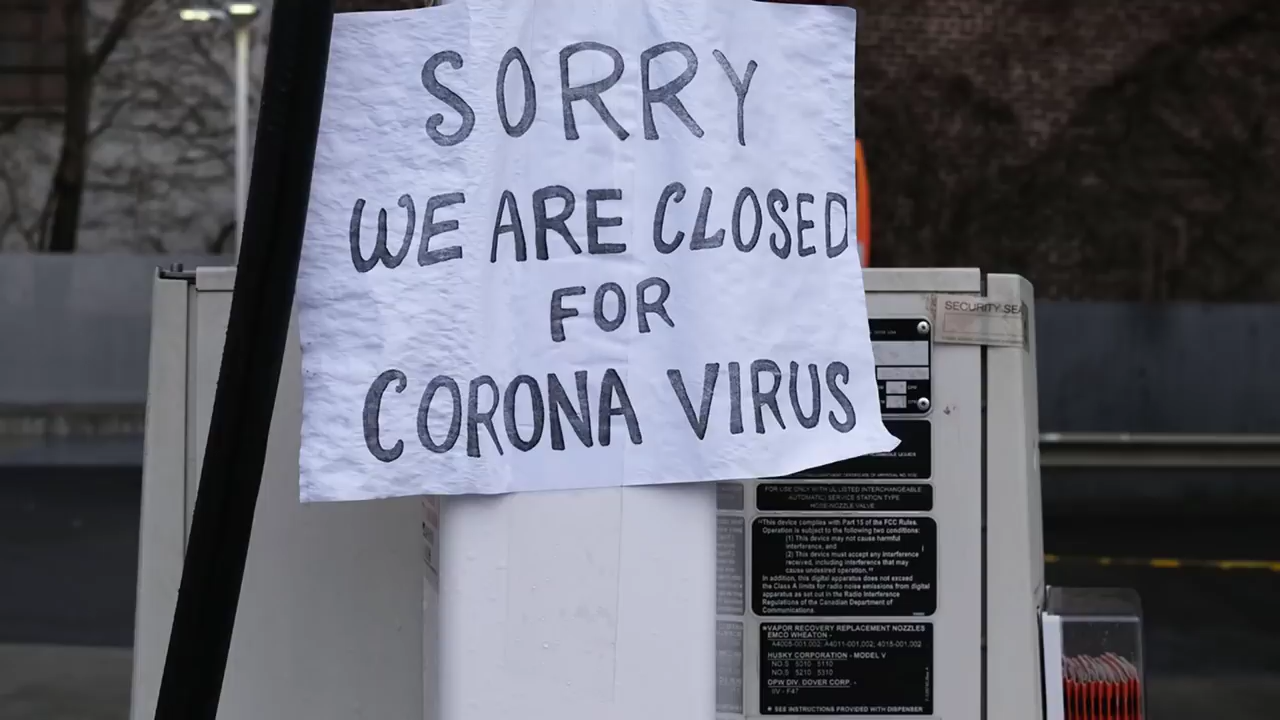 SORRY
WE ARE CLOSED
FOR
CORONA VIRUS
SECURITY SEA
FOR USE ONLY WITH UL LISTED INTERCHANGEABLE
AUTOMATIC SERVICE STATION TYPE
HOSE NOZZLE VALVE
"This device complies with Part 15 of the FCC Rules.
Operation is subject to the following two conditions:
(1) This device may not cause harmful
interference, and
(2) This device must accept any interference
received, including interference that may
cause undesired operation."
In addition, this digital apparatus does not exceed
the Class A limits for radio noise emissions from digital
apparatus as set out in the Radio Interference
Regulations of the Canadian Department of
Communications.
*VAPOR RECOVERY REPLACEMENT NOZZLES
EMCO WHEATON -
A4005-001,002; A4011-001,002; 4015-001,002
HUSKY CORPORATION - MODEL V
NO.S 5010 5110
NO.S 5210 5310
OPW DIV. DOVER CORP. -
IIV - F47
* SEE INSTRUCTIONS PROVIDED WITH DISPENSER